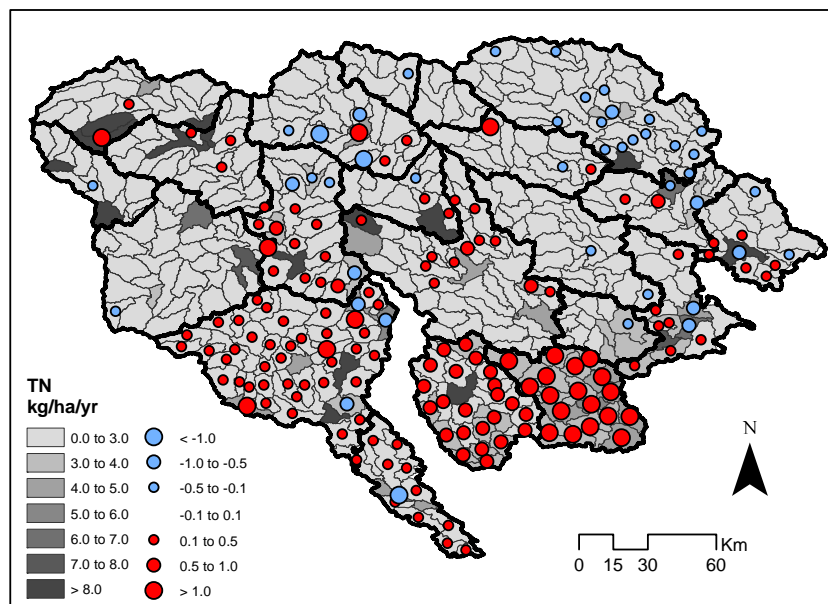 TN
kg/ha/yr
0.0 to 3.0
3.0 to 4.0
4.0 to 5.0
5.0 to 6.0
6.0 to 7.0
7.0 to 8.0
> 8.0
< -1.0
-1.0 to -0.5
-0.5 to -0.1
-0.1 to 0.1
0.1 to 0.5
0.5 to 1.0
> 1.0
N
Km
0 15 30 60